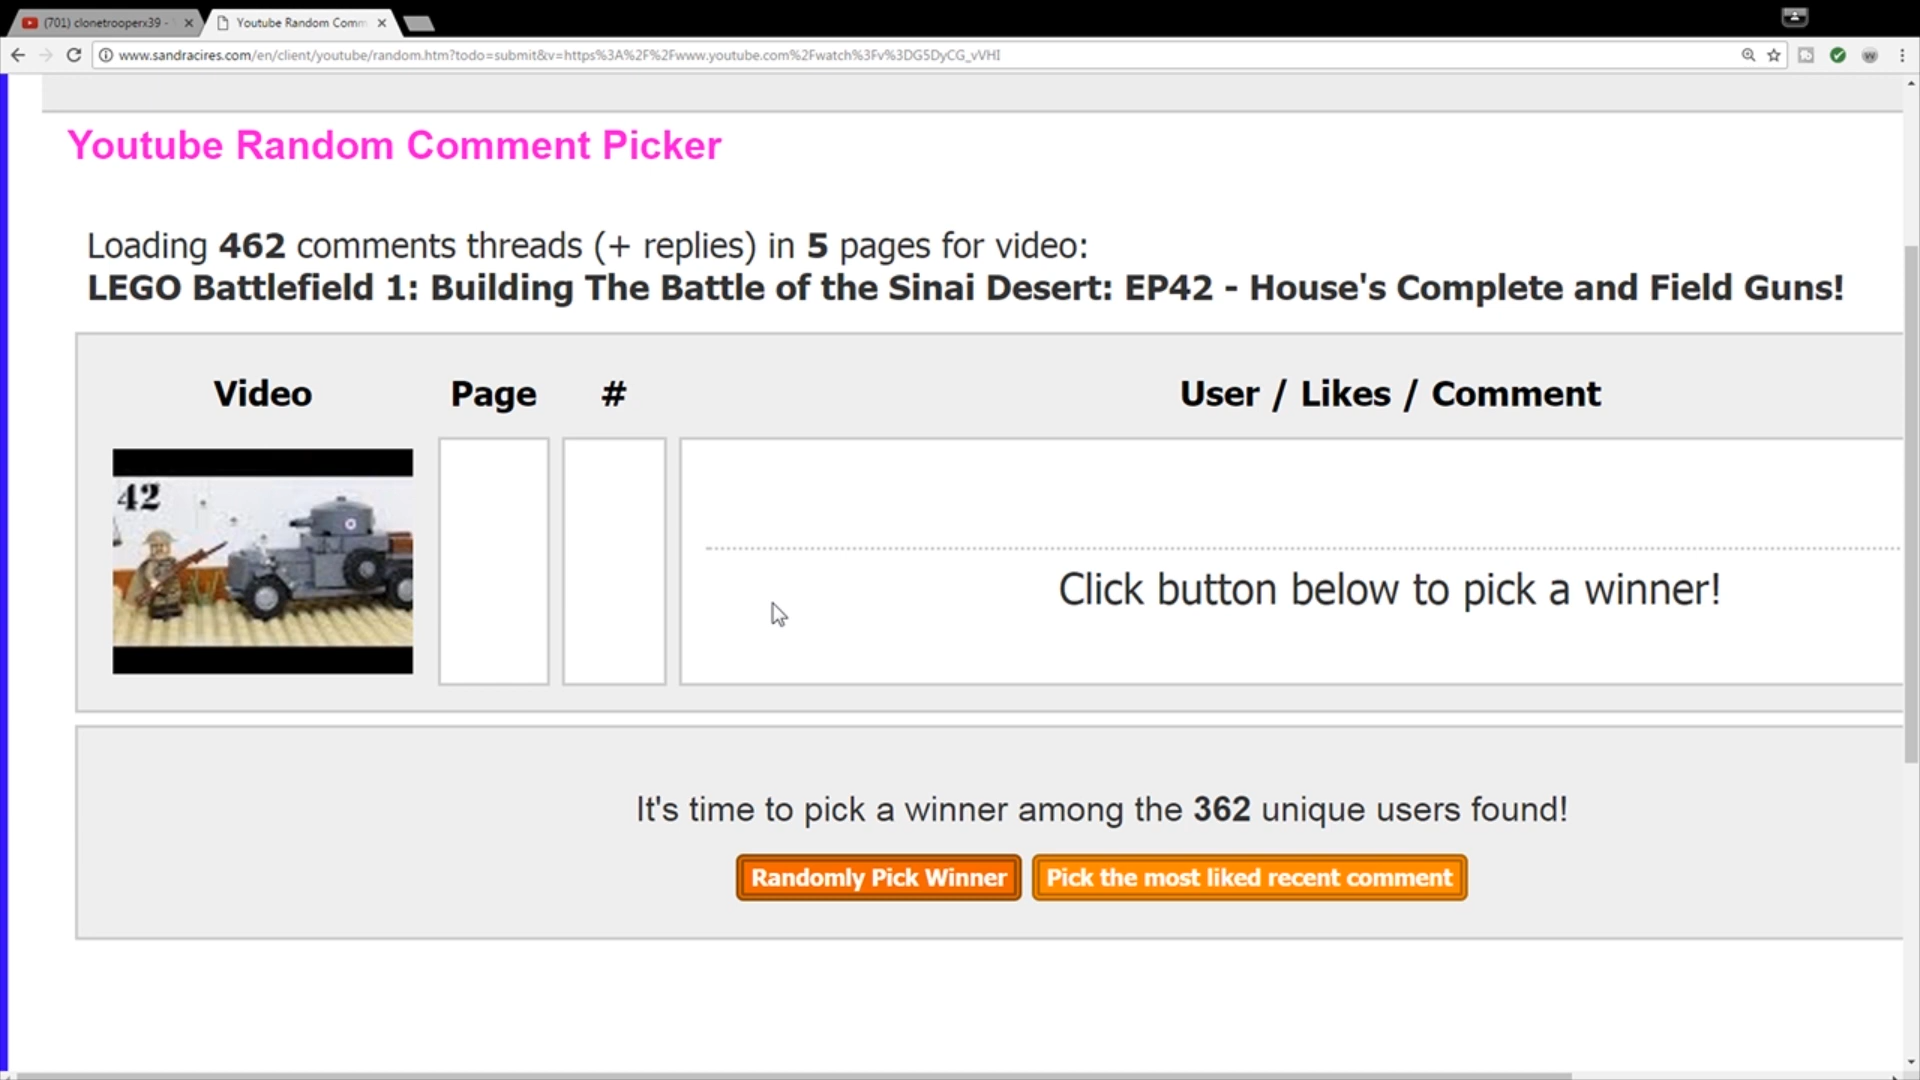 (701) clonetrooperx39 -
Youtube Random Comm
www.sandracires.com/en/client/youtube/random.htm?todo=submit&v=https%3A%2F%2Fwww.youtube.com%2Fwatch%3Fv%3DG5DyCG_vVHI
Youtube Random Comment Picker
Loading 462 comments threads (+ replies) in 5 pages for video:
LEGO Battlefield 1: Building The Battle of the Sinai Desert: EP42 - House's Complete and Field Guns!
Video Page # User / Likes / Comment
42
Click button below to pick a winner!
It's time to pick a winner among the 362 unique users found!
Randomly Pick Winner Pick the most liked recent comment